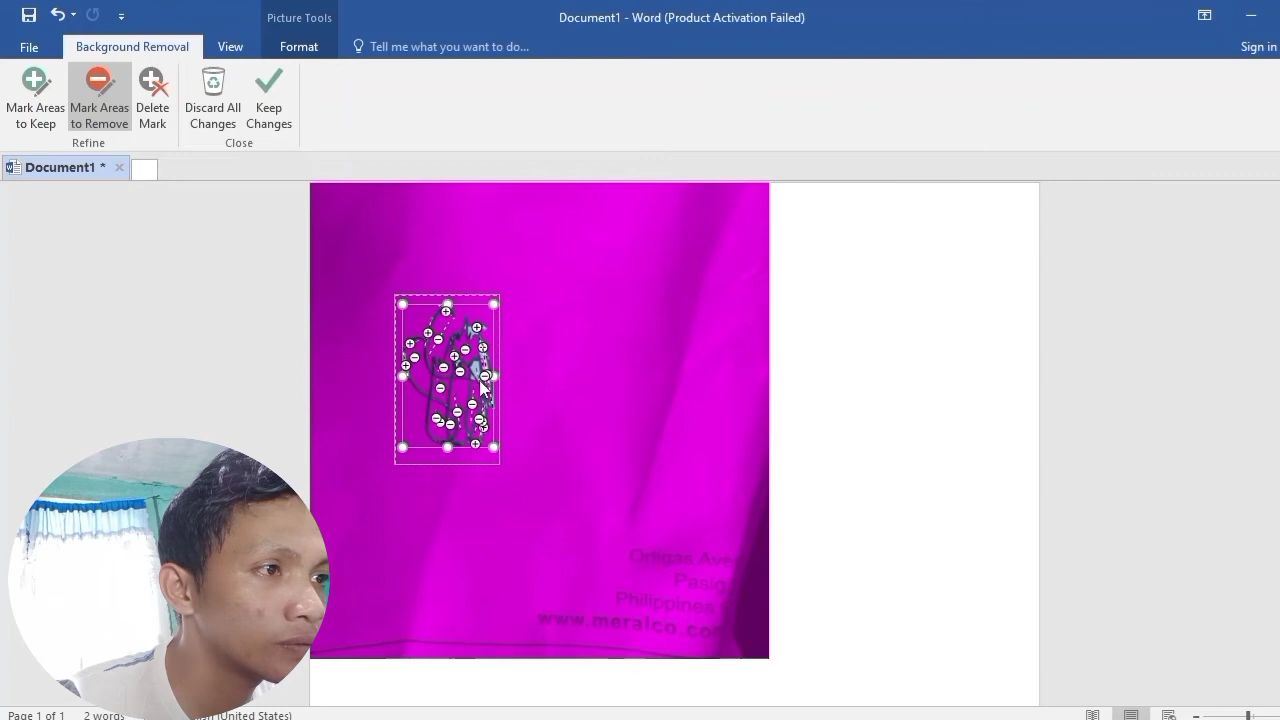 Picture Tools
Document1 - Word (Product Activation Failed)
File
Background Removal
View
Format
Tell me what you want to do...
Sign in
Mark Areas
to Keep
Mark Areas
to Remove
Delete
Mark
Discard All
Changes
Keep
Changes
Refine
Close
Document1 *
Ortigas Ave
Pasig
Philippines
www.meralco.co
Page 1 of 1
2 words
(United States)